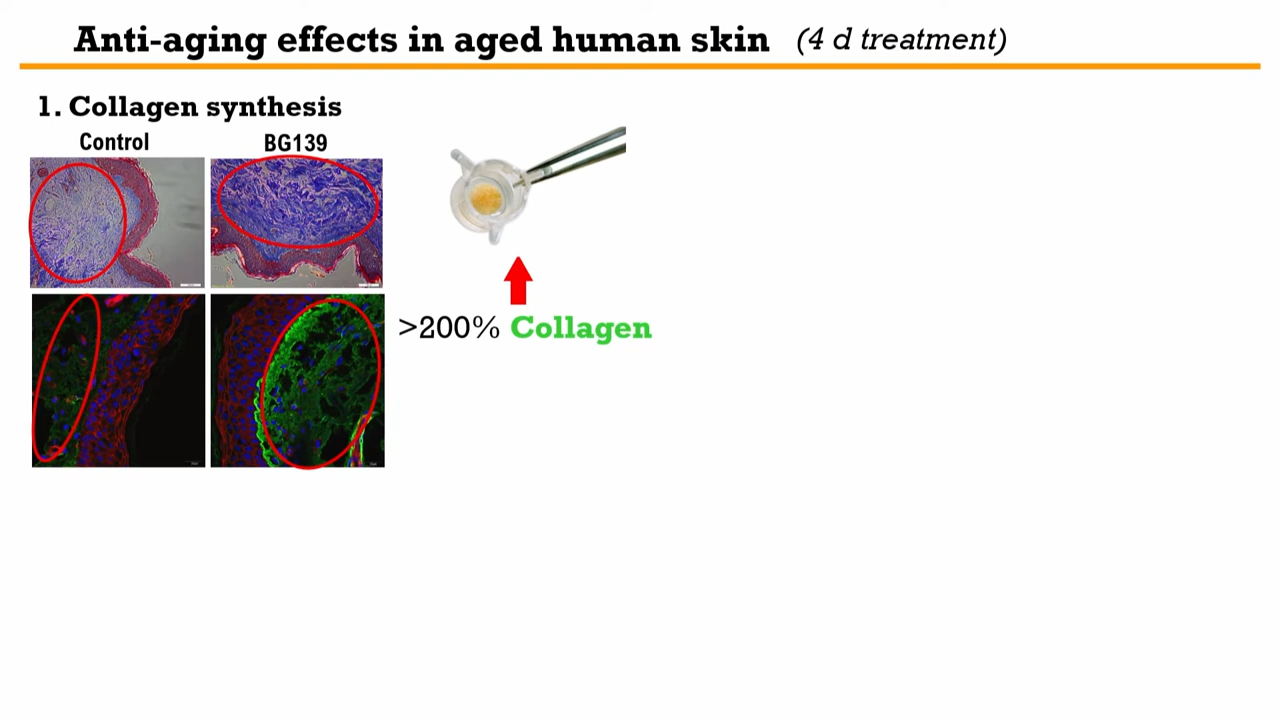 Anti-aging effects in aged human skin (4 d treatment)
1. Collagen synthesis
Control
BG139
>200% Collagen